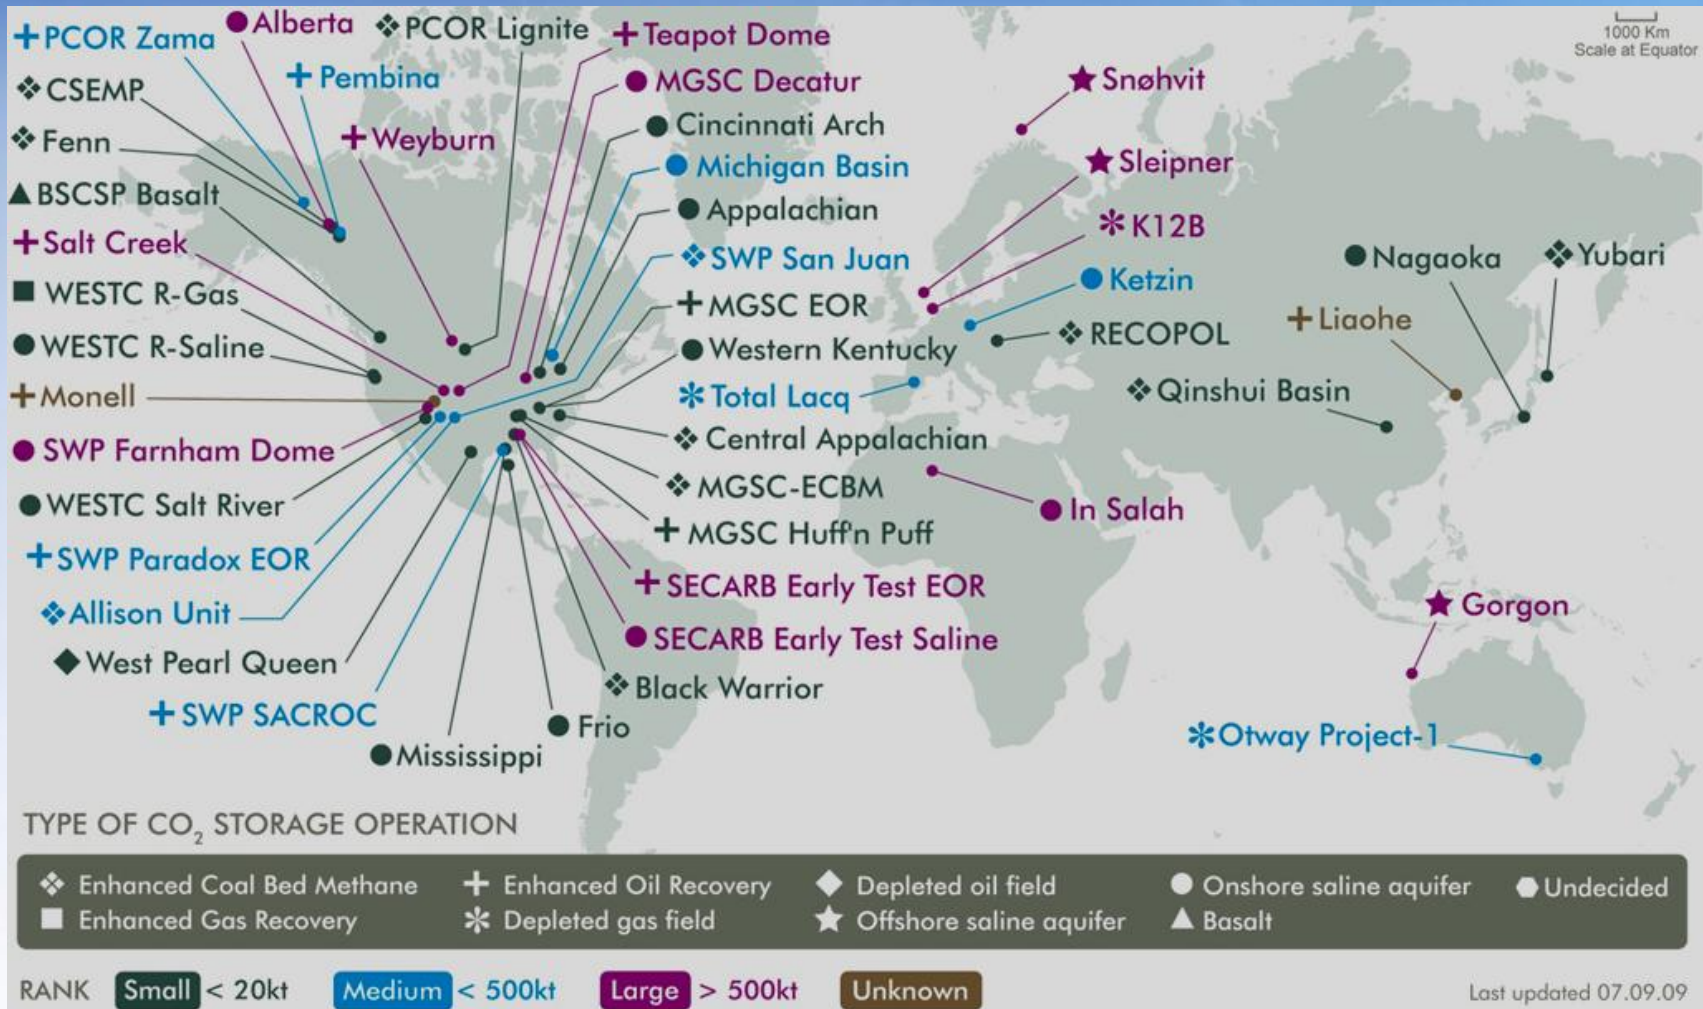 PCOR Zama
Alberta
PCOR Lignite
Teapot Dome
1000 Km
Scale at Equator
CSEMP
Pembina
MGSC Decatur
Snøhvit
Fenn
Weyburn
Cincinnati Arch
Michigan Basin
Sleipner
BSCSP Basalt
Appalachian
K12B
Salt Creek
SWP San Juan
Nagaoka
Yubari
WESTC R-Gas
MGSC EOR
Ketzin
Liaohe
WESTC R-Saline
Western Kentucky
RECOPOL
Monell
Total Lacq
Qinshui Basin
SWP Farnham Dome
Central Appalachian
WESTC Salt River
MGSC-ECBM
In Salah
SWP Paradox EOR
MGSC Huff'n Puff
Allison Unit
SECARB Early Test EOR
Gorgon
West Pearl Queen
SECARB Early Test Saline
SWP SACROC
Black Warrior
Frio
Otway Project-1
Mississippi
TYPE OF CO₂ STORAGE OPERATION
Enhanced Coal Bed Methane
Enhanced Oil Recovery
Depleted oil field
Onshore saline aquifer
Undecided
Enhanced Gas Recovery
Depleted gas field
Offshore saline aquifer
Basalt
RANK Small < 20kt Medium < 500kt Large > 500kt Unknown
Last updated 07.09.09